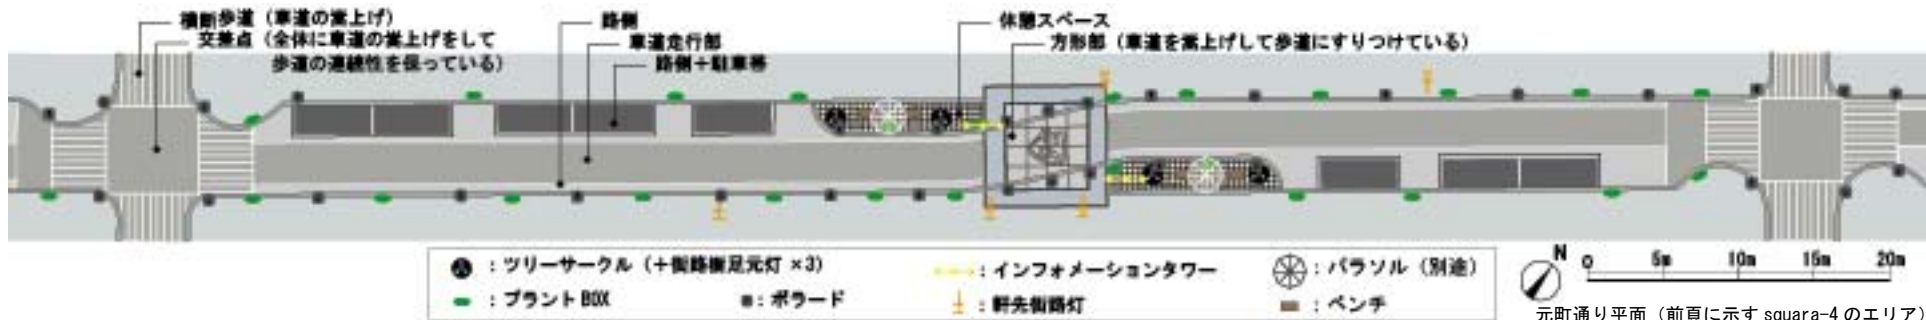 横断歩道（車道の嵩上げ）
交差点（全体に車道の嵩上げをして
歩道の連続性を保っている）
路側
車道走行部
路側＋駐車帯
休憩スペース
方形部（車道を嵩上げして歩道にすりつけている）
：ツリーサークル（＋街路樹足元灯 ×3）
：インフォメーションタワー
：パラソル（別途）
：プラント BOX
：ボラード
：軒先街路灯
：ベンチ
N
0 5m 10m 15m 20m
元町通り平面（前頁に示す squara-4 のエリア）